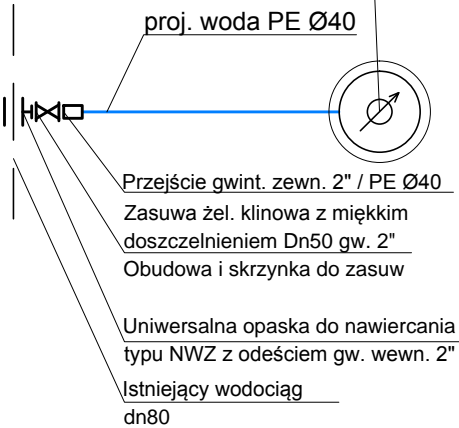 proj. woda PE Ø40
Przejście gwint. zewn. 2" / PE Ø40
Zasuwa żel. klinowa z miękkim
doszczelnieniem Dn50 gw. 2"
Obudowa i skrzynka do zasuw
Uniwersalna opaska do nawiercania
typu NWZ z odeściem gw. wewn. 2"
Istniejący wodociąg
dn80